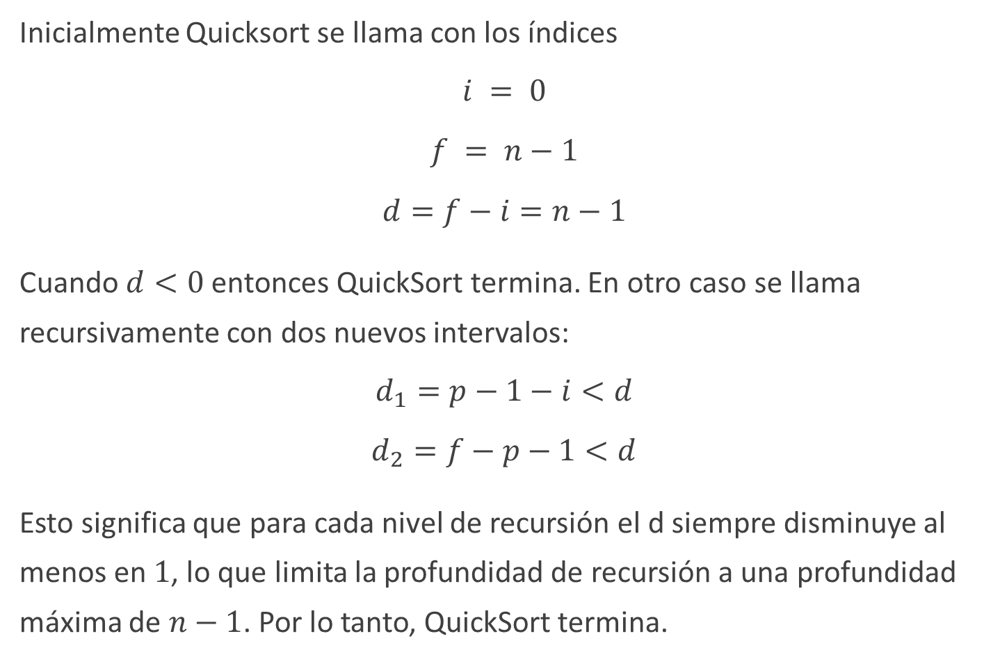 Inicialmente Quicksort se llama con los índices
i = 0
f = n − 1
d = f − i = n − 1
Cuando d < 0 entonces QuickSort termina. En otro caso se llama
recursivamente con dos nuevos intervalos:
d₁ = p − 1 − i < d
d₂ = f − p − 1 < d
Esto significa que para cada nivel de recursión el d siempre disminuye al
menos en 1, lo que limita la profundidad de recursión a una profundidad
máxima de n − 1. Por lo tanto, QuickSort termina.